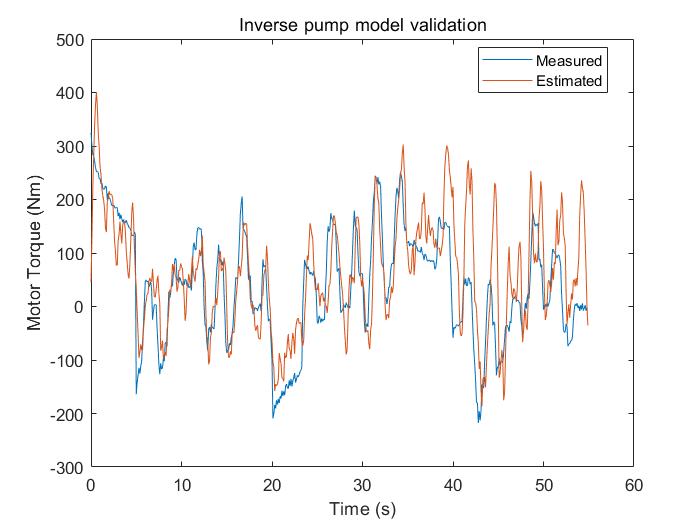 Inverse pump model validation
Measured
Estimated
500
400
300
200
100
0
-100
-200
-300
Motor Torque (Nm)
0 10 20 30 40 50 60
Time (s)